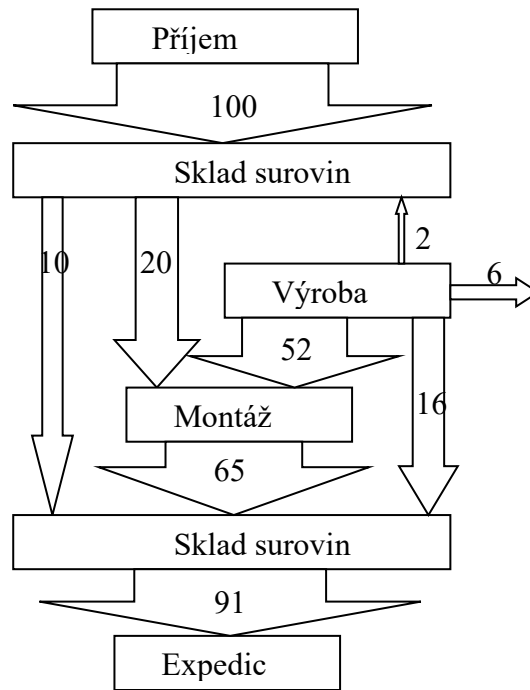 Příjem
100
Sklad surovin
10
20
2
6
Výroba
52
16
Montáž
65
Sklad surovin
91
Expedic